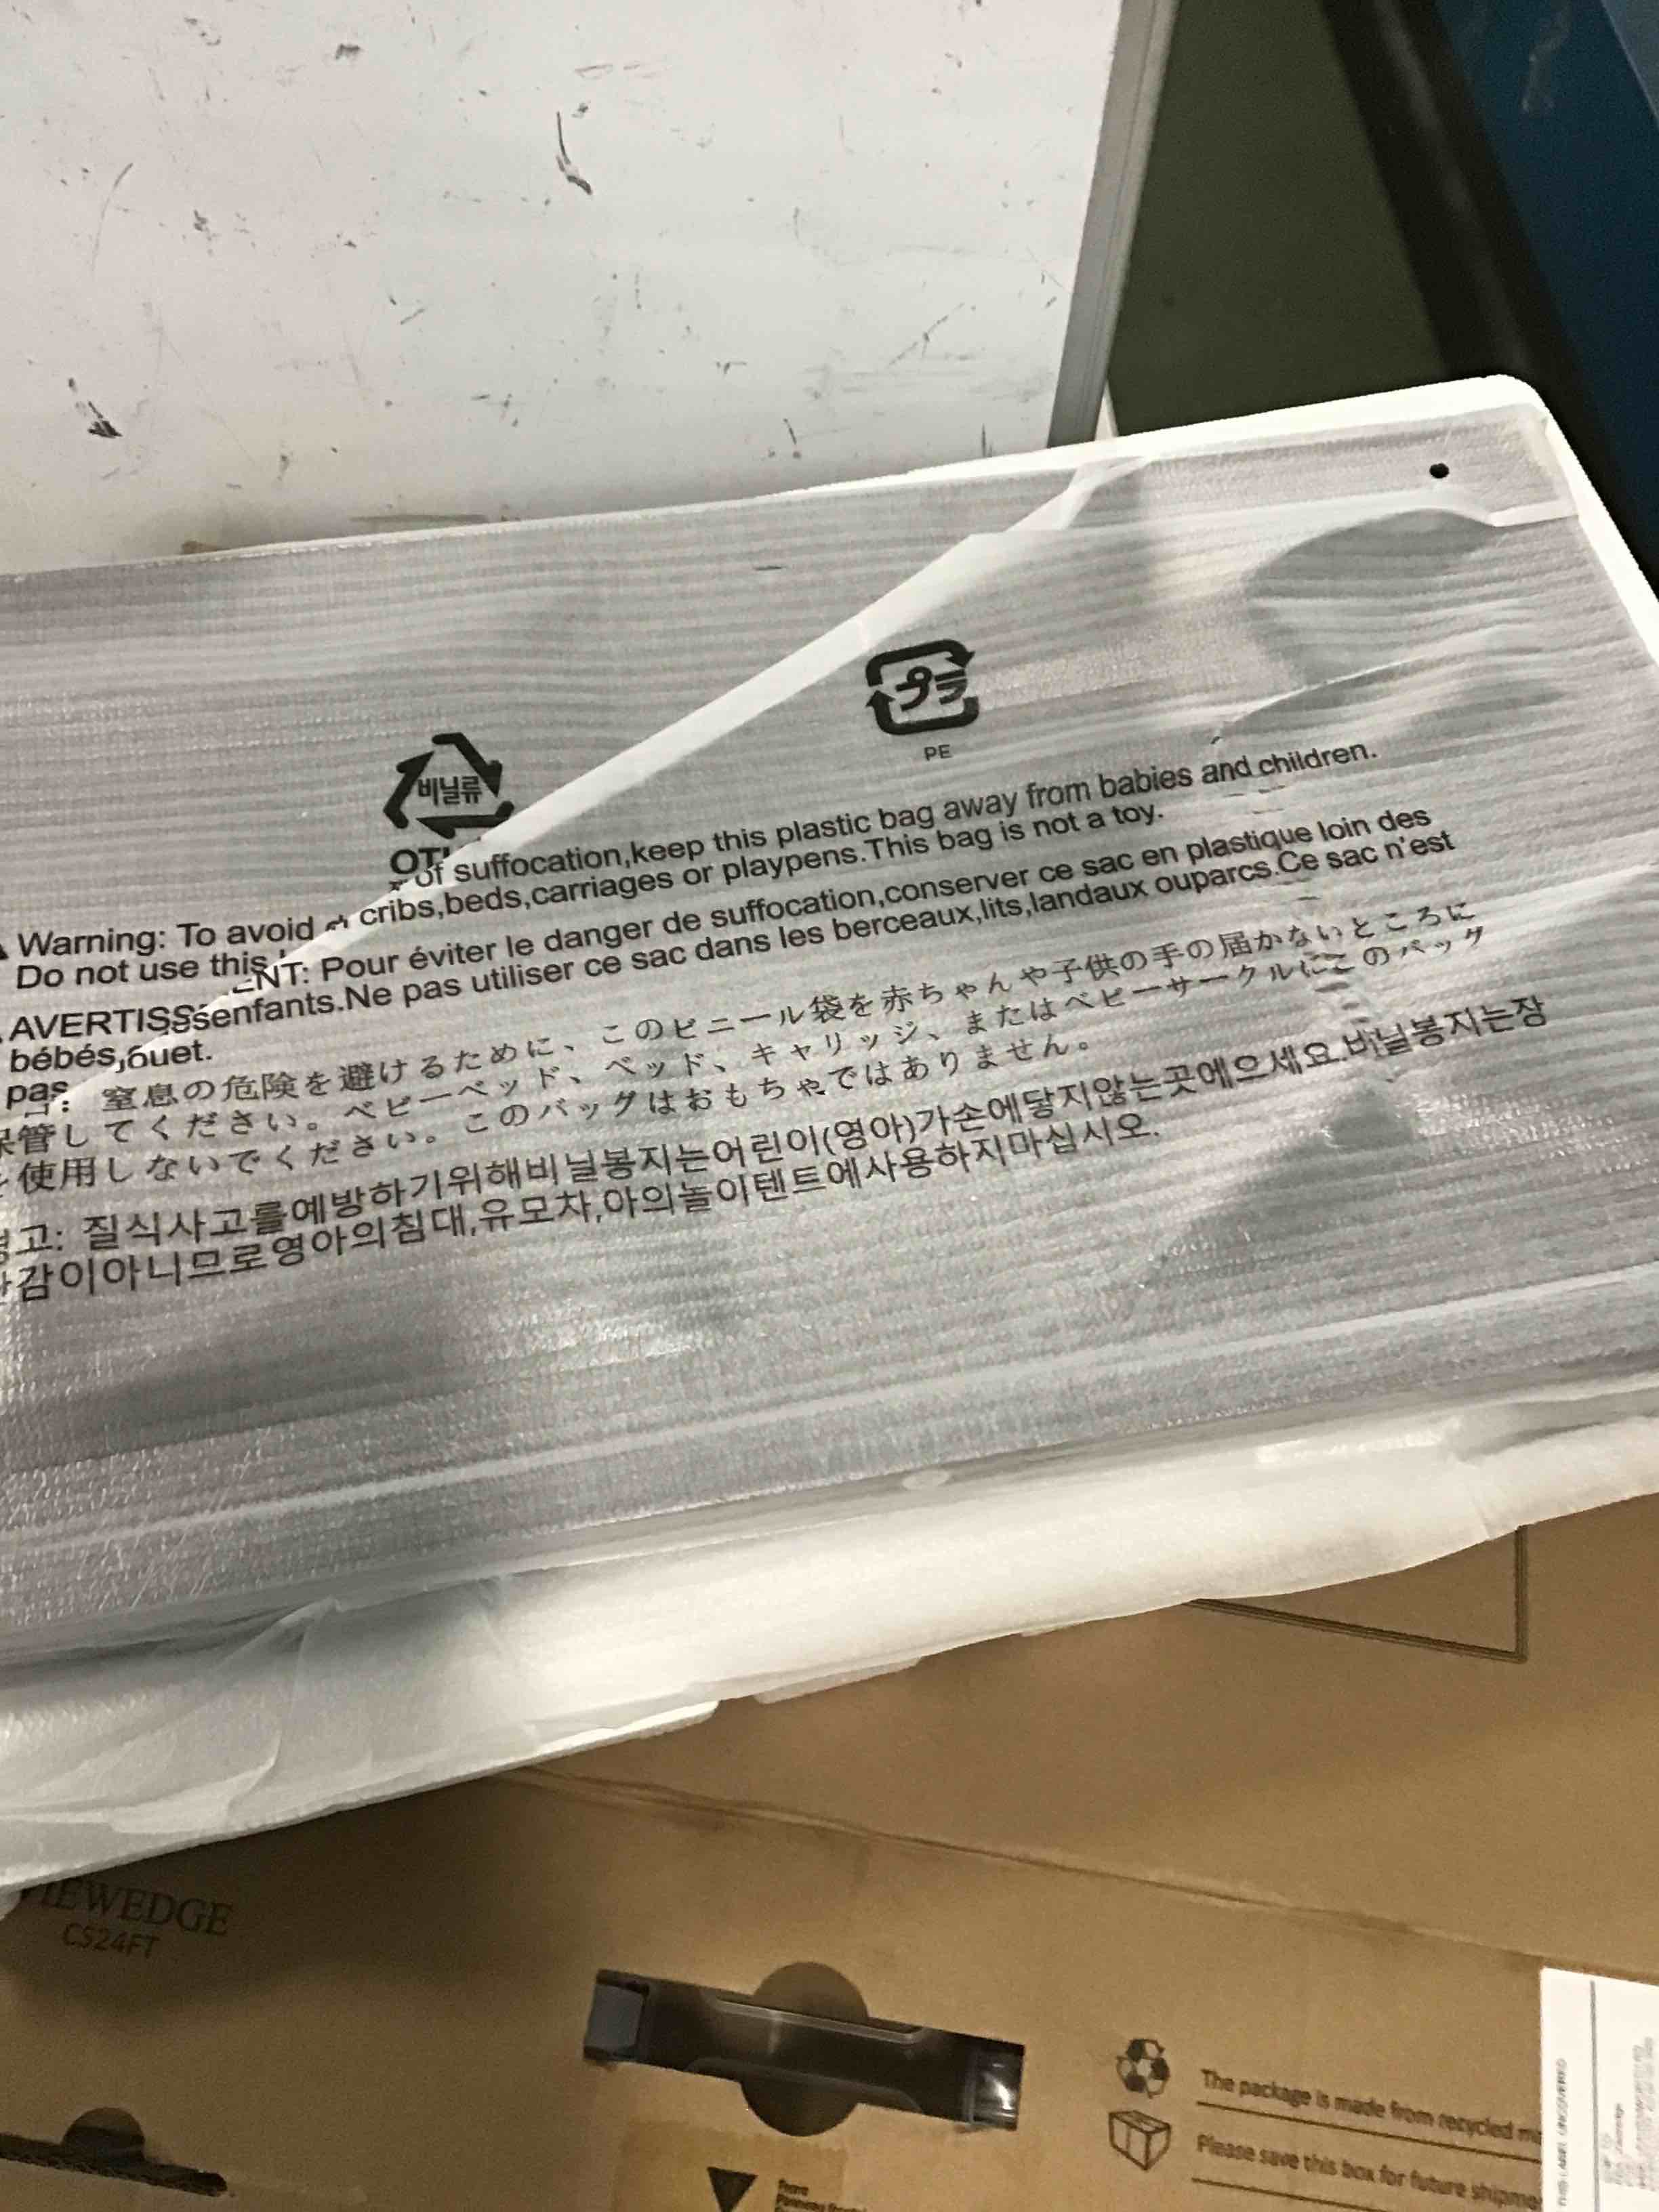 プラ
PE
비닐류
of suffocation,keep this plastic bag away from babies and children.
Warning: To avoid
cribs,beds,carriages or playpens.This bag is not a toy.
Do not use this
NT: Pour éviter le danger de suffocation,conserver ce sac en plastique loin des
AVERTISS
enfants.Ne pas utiliser ce sac dans les berceaux,lits,landaux ouparcs.Ce sac n'est
bébés,
ouet.
pas
窒息の危険を避けるために、このビニール袋を赤ちゃんや子供の手の届かないところに
保管してください。ベビーベッド、ベッド、キャリッジ、またはベビーサークルにこのバッグ
を使用しないでください。このバッグはおもちゃではありません。
경고: 질식사고를예방하기위해비닐봉지는어린이(영아)가손에닿지않는곳에으세요.비닐봉지는장
난감이아니므로영아의침대,유모차,아의놀이텐트에사용하지마십시오.
VIEWEDGE
CS24FT
The package is made from recycled
Please save this box for future